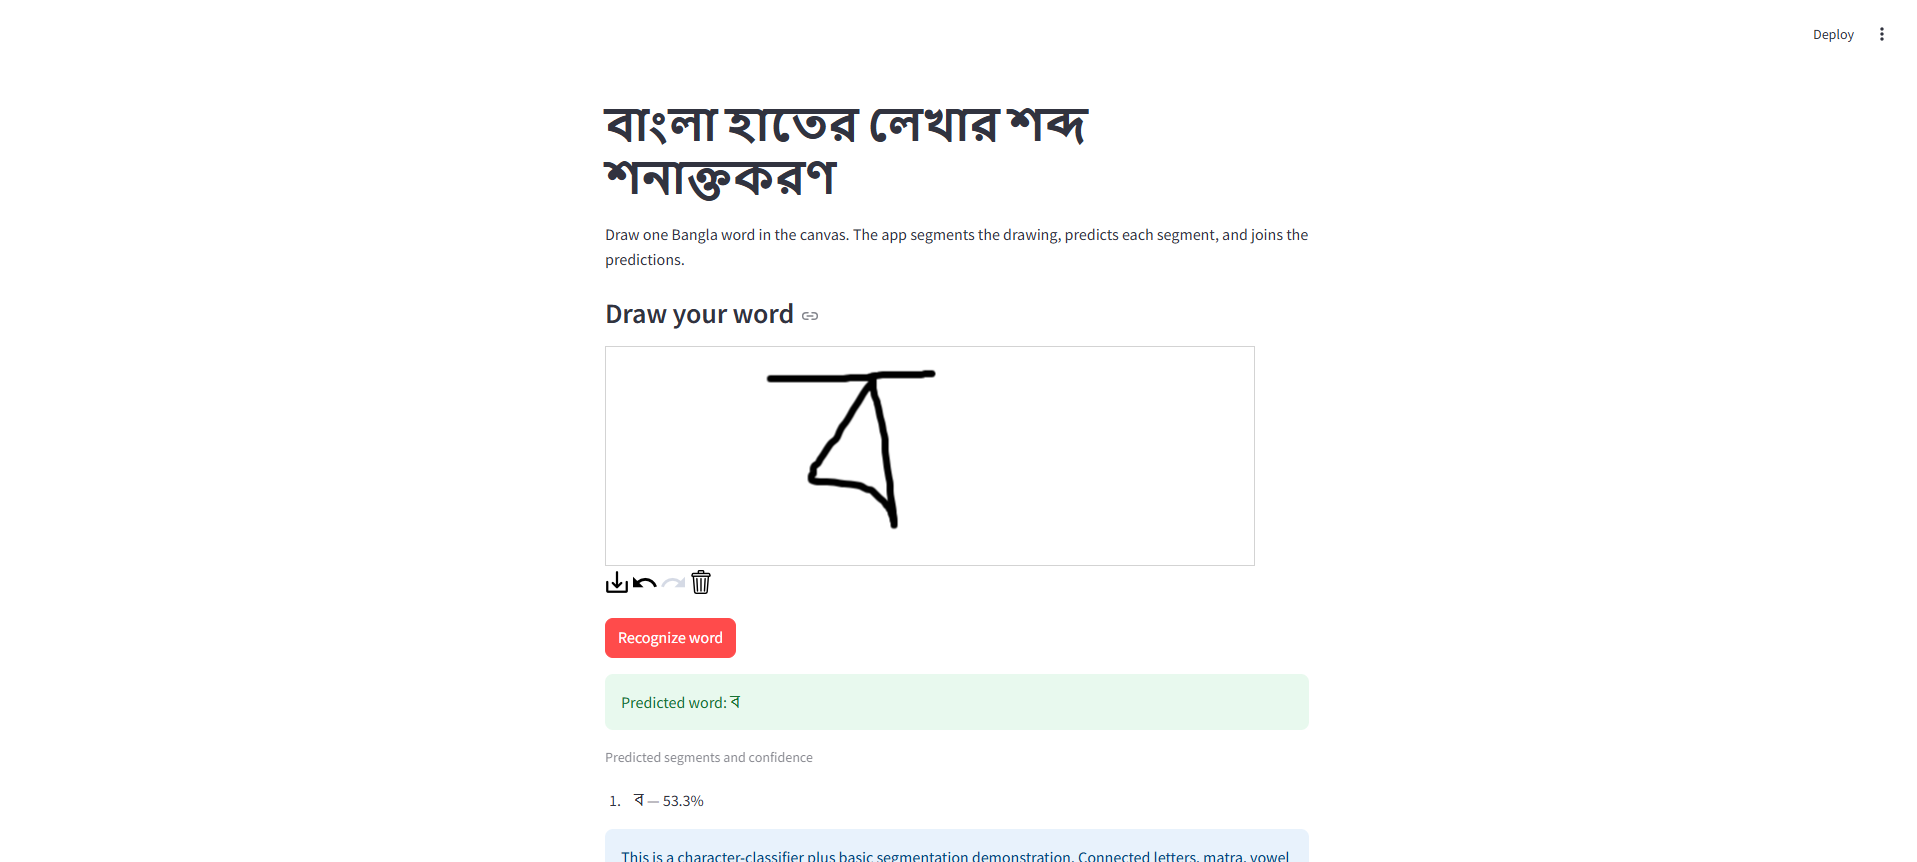 Deploy
বাংলা হাতের লেখার শব্দ
শনাক্তকরণ
Draw one Bangla word in the canvas. The app segments the drawing, predicts each segment, and joins the
predictions.
Draw your word
ব
Recognize word
Predicted word: ব
Predicted segments and confidence
1. ব — 53.3%
This is a character-classifier plus basic segmentation demonstration. Connected letters, matra, vowel